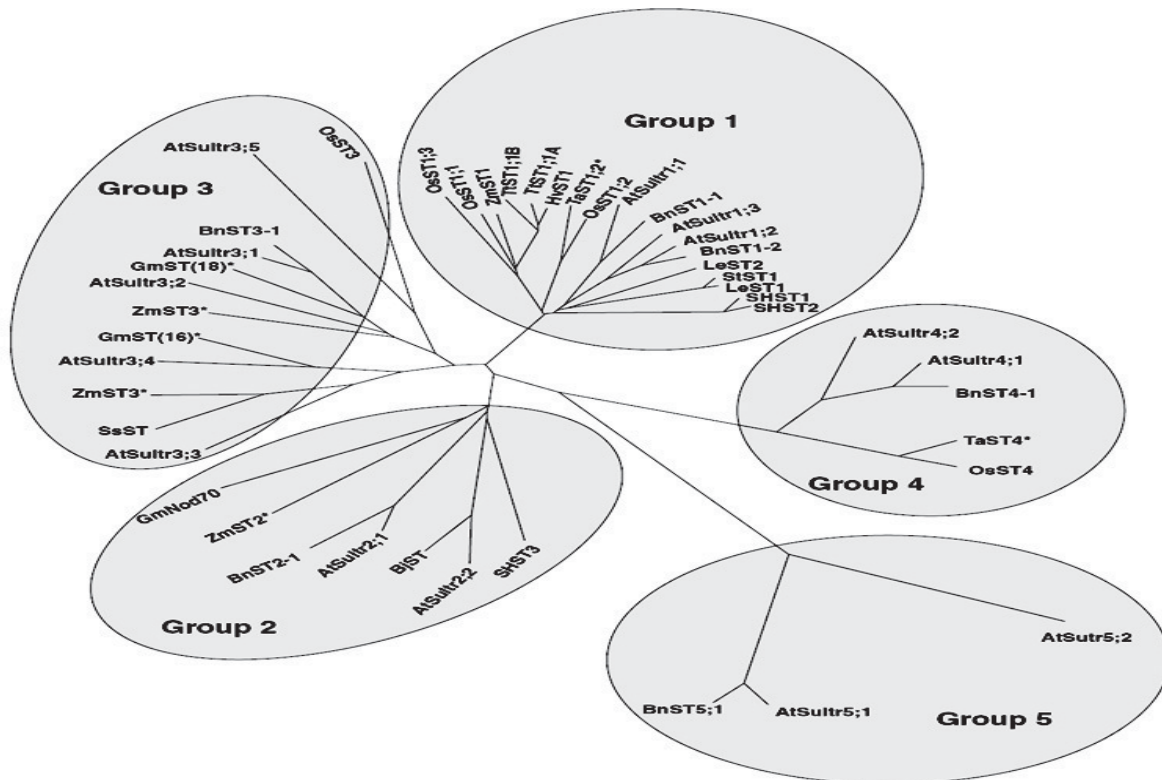 Group 1
OsST1;3
OsST1;1
ZmST1
TtST1;1B
TtST1;1A
HvST1
TaST1;2*
OsST1;2
AtSultr1;1
BnST1-1
AtSultr1;3
AtSultr1;2
BnST1-2
LeST2
StST1
LeST1
SHST1
SHST2
OsST3
AtSultr3;5
Group 3
BnST3-1
AtSultr3;1
GmST(18)*
AtSultr3;2
ZmST3*
GmST(16)*
AtSultr3;4
ZmST3*
SsST
AtSultr3;3
AtSultr4;2
AtSultr4;1
BnST4-1
TaST4*
OsST4
Group 4
GmNod70
ZmST2*
BnST2-1
AtSultr2;1
BjST
AtSultr2;2
SHST3
Group 2
AtSutr5;2
BnST5;1
AtSultr5;1
Group 5